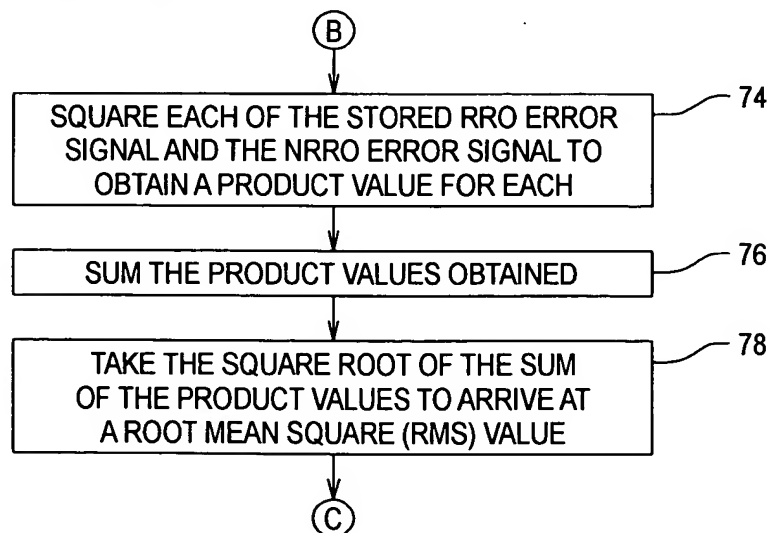 B
74
SQUARE EACH OF THE STORED RRO ERROR
SIGNAL AND THE NRRO ERROR SIGNAL TO
OBTAIN A PRODUCT VALUE FOR EACH
76
SUM THE PRODUCT VALUES OBTAINED
78
TAKE THE SQUARE ROOT OF THE SUM
OF THE PRODUCT VALUES TO ARRIVE AT
A ROOT MEAN SQUARE (RMS) VALUE
C